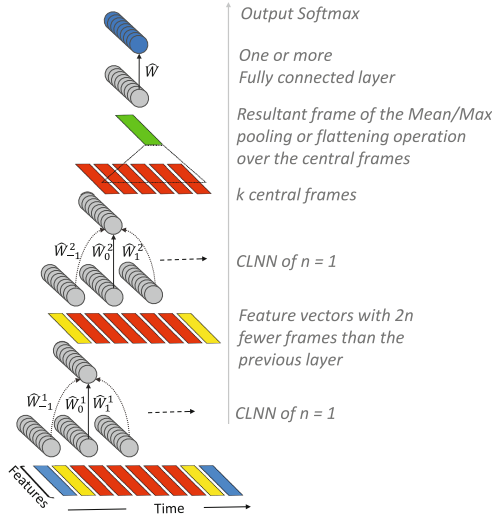 Output Softmax
Ŵ
One or more
Fully connected layer
Resultant frame of the Mean/Max
pooling or flattening operation
over the central frames
k central frames
Ŵ²₋₁ Ŵ²₀ Ŵ²₁
CLNN of n = 1
Feature vectors with 2n
fewer frames than the
previous layer
Ŵ¹₋₁ Ŵ¹₀ Ŵ¹₁
CLNN of n = 1
Features
Time